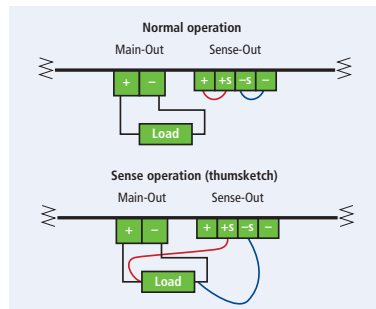 Normal operation
Main-Out Sense-Out
+ − + +s −s −
Load
Sense operation (thumsketch)
Main-Out Sense-Out
+ − + +s −s −
Load